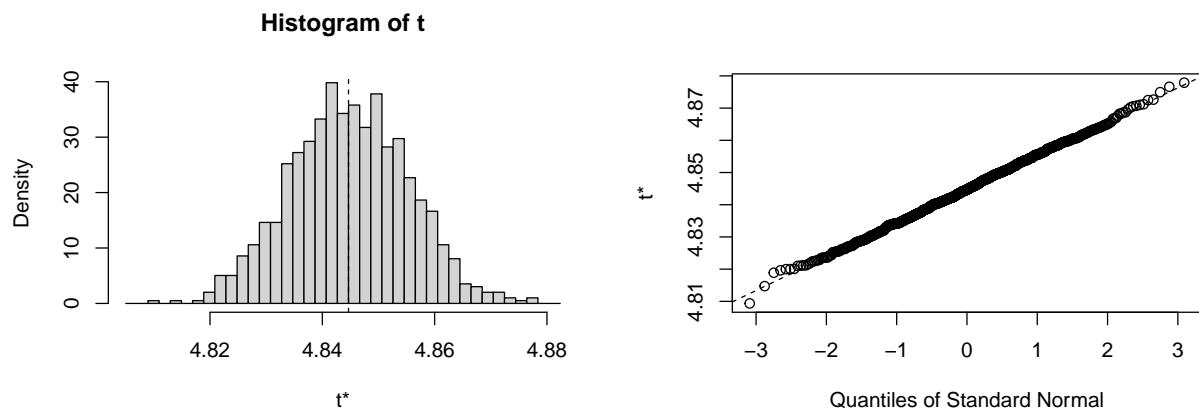 Histogram of t
Density
0
10
20
30
40
4.82 4.84 4.86 4.88
t*
t*
4.81 4.83 4.85 4.87
−3 −2 −1 0 1 2 3
Quantiles of Standard Normal